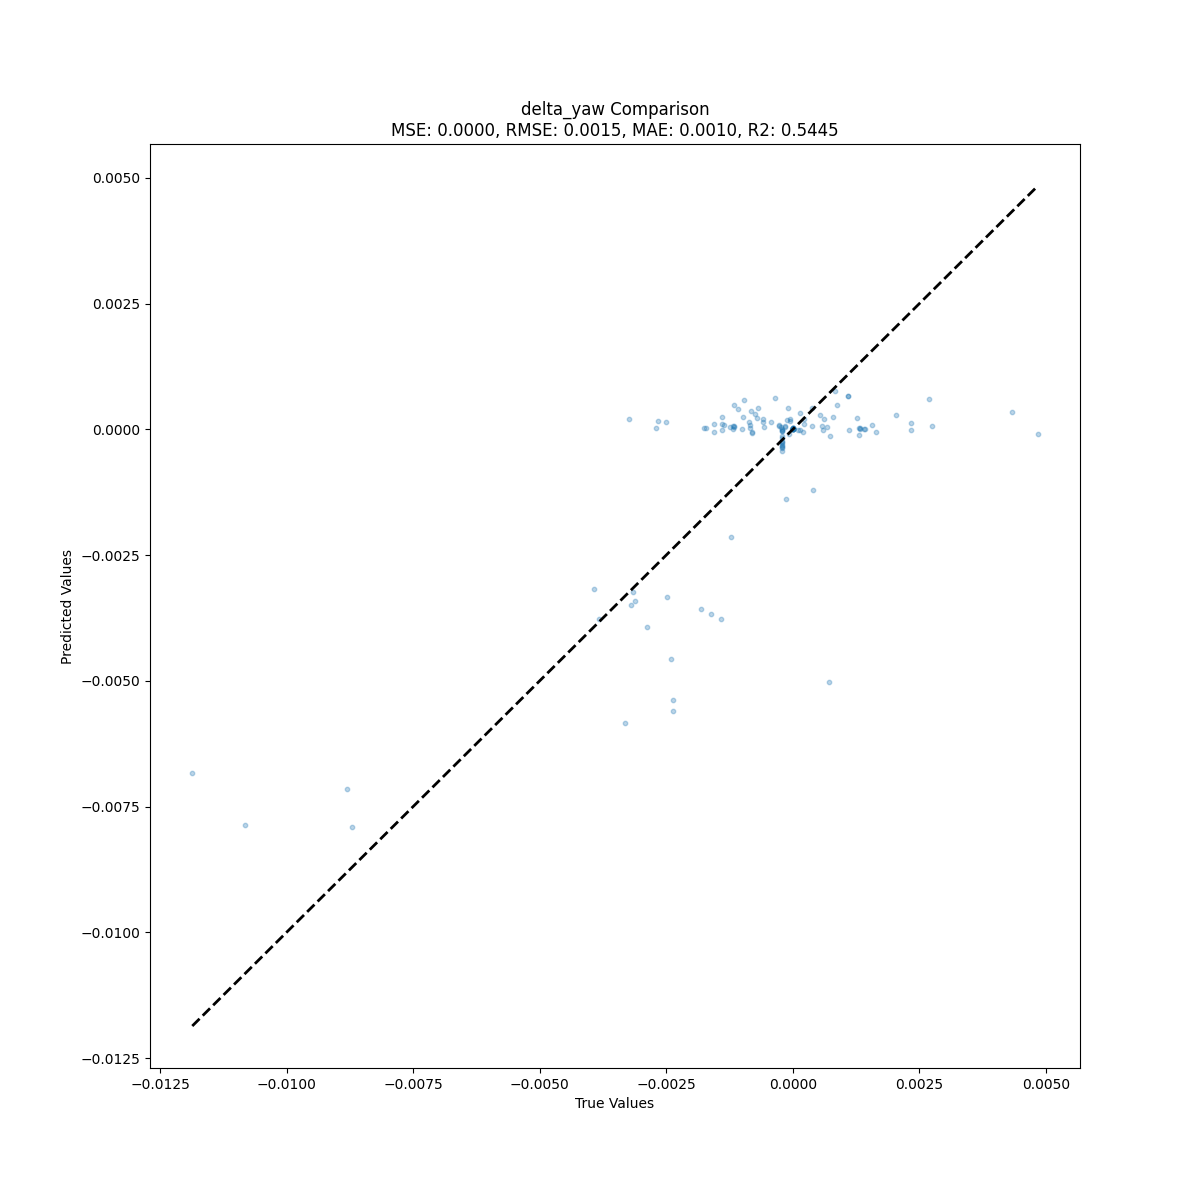 delta_yaw Comparison
MSE: 0.0000, RMSE: 0.0015, MAE: 0.0010, R2: 0.5445
0.0050
0.0025
0.0000
−0.0025
−0.0050
−0.0075
−0.0100
−0.0125
Predicted Values
−0.0125 −0.0100 −0.0075 −0.0050 −0.0025 0.0000 0.0025 0.0050
True Values